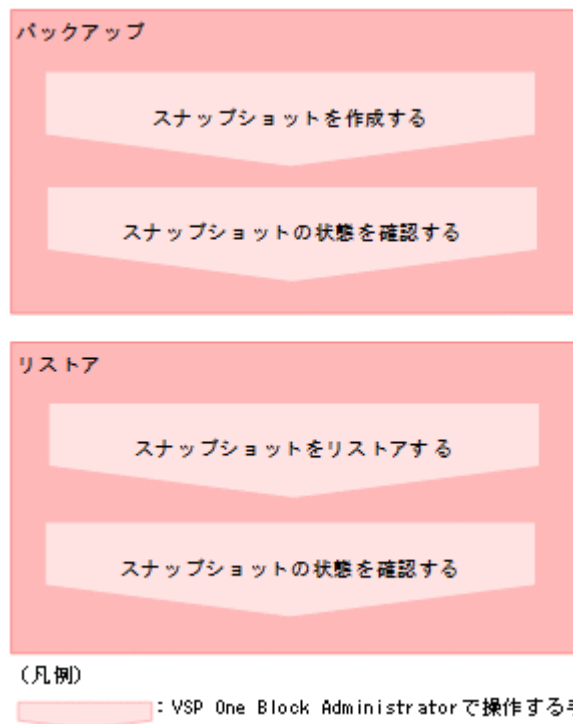 バックアップ
スナップショットを作成する
スナップショットの状態を確認する
リストア
スナップショットをリストアする
スナップショットの状態を確認する
(凡例)
:VSP One Block Administratorで操作する